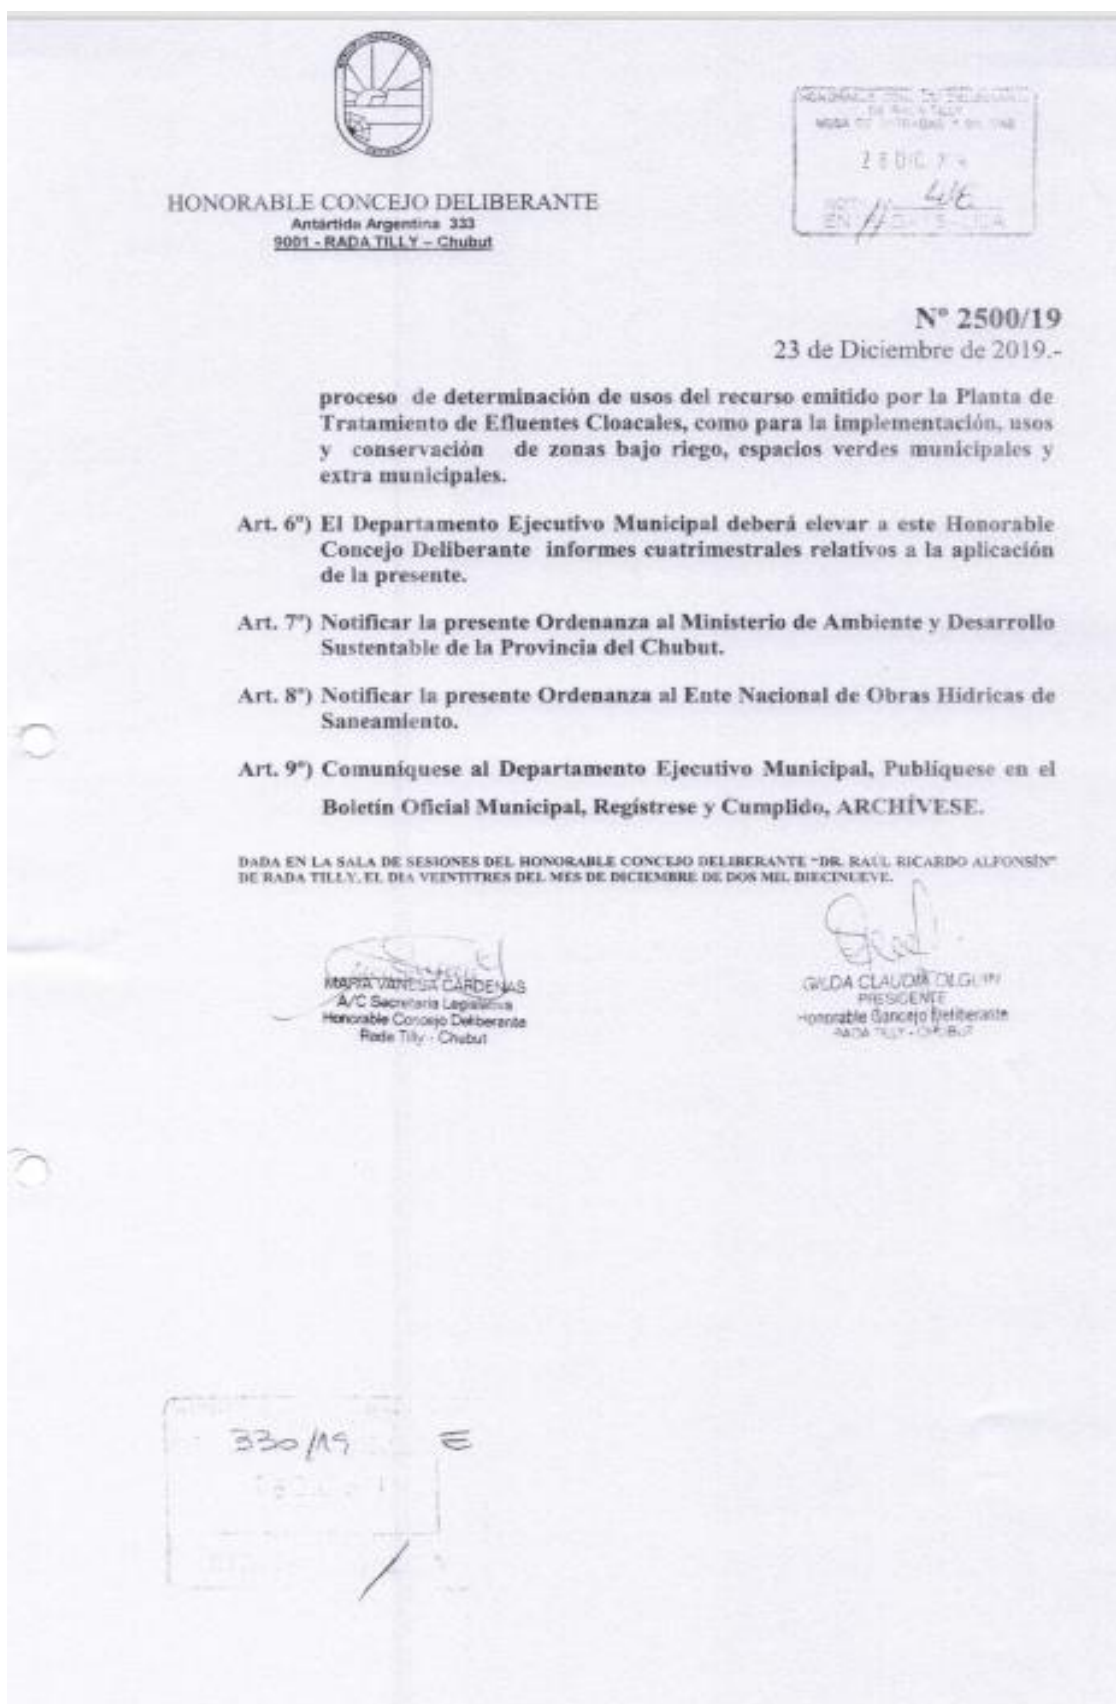 HONORABLE CONCEJO DELIBERANTE
Antártida Argentina 333
9001 - RADA TILLY – Chubut
Nº 2500/19
23 de Diciembre de 2019.-
proceso de determinación de usos del recurso emitido por la Planta de
Tratamiento de Efluentes Cloacales, como para la implementación, usos
y conservación de zonas bajo riego, espacios verdes municipales y
extra municipales.
Art. 6º) El Departamento Ejecutivo Municipal deberá elevar a este Honorable
Concejo Deliberante informes cuatrimestrales relativos a la aplicación
de la presente.
Art. 7º) Notificar la presente Ordenanza al Ministerio de Ambiente y Desarrollo
Sustentable de la Provincia del Chubut.
Art. 8º) Notificar la presente Ordenanza al Ente Nacional de Obras Hídricas de
Saneamiento.
Art. 9º) Comuníquese al Departamento Ejecutivo Municipal, Publíquese en el
Boletín Oficial Municipal, Regístrese y Cumplido, ARCHÍVESE.
DADA EN LA SALA DE SESIONES DEL HONORABLE CONCEJO DELIBERANTE "DR. RAÚL RICARDO ALFONSÍN"
DE RADA TILLY, EL DIA VEINTITRES DEL MES DE DICIEMBRE DE DOS MIL DIECINUEVE.
MARIA VANESA CARDENAS
A/C Secretaria Legislativa
Honorable Concejo Deliberante
Rada Tilly - Chubut
GILDA CLAUDIA OLGUIN
PRESIDENTE
Honorable Concejo Deliberante
RADA TILLY - CHUBUT
330/19 E